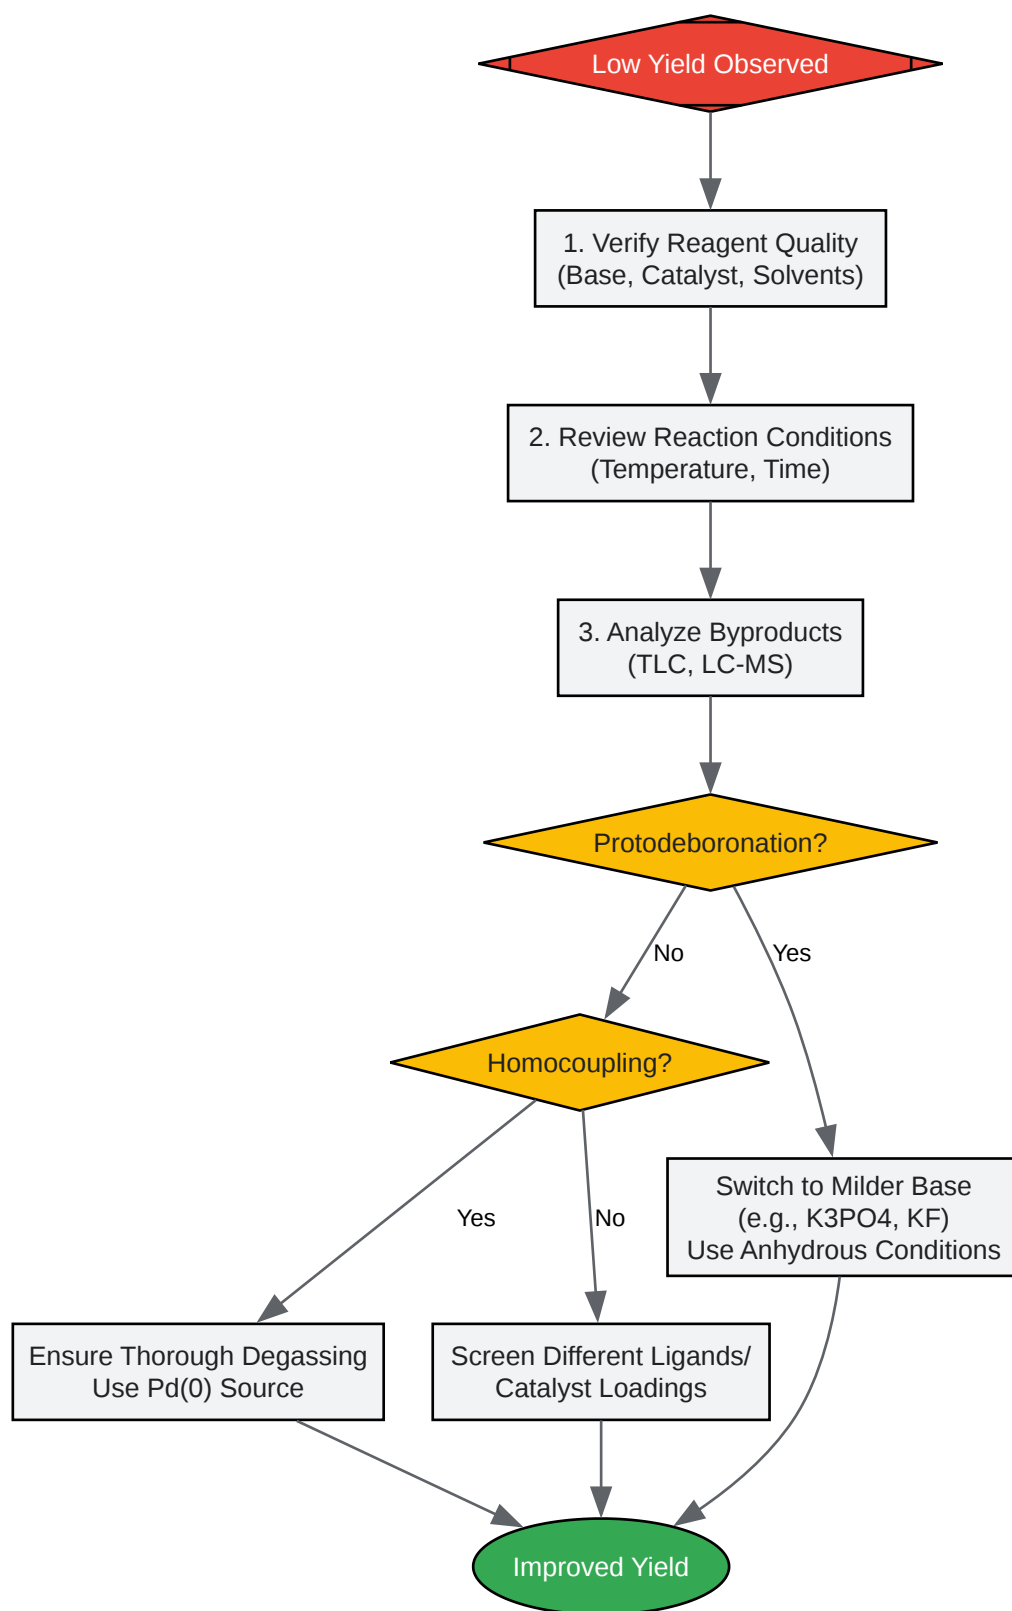 Low Yield Observed
1. Verify Reagent Quality
(Base, Catalyst, Solvents)
2. Review Reaction Conditions
(Temperature, Time)
3. Analyze Byproducts
(TLC, LC-MS)
Protodeboronation?
No
Yes
Homocoupling?
Switch to Milder Base
(e.g., K3PO4, KF)
Use Anhydrous Conditions
Yes
No
Ensure Thorough Degassing
Use Pd(0) Source
Screen Different Ligands/
Catalyst Loadings
Improved Yield